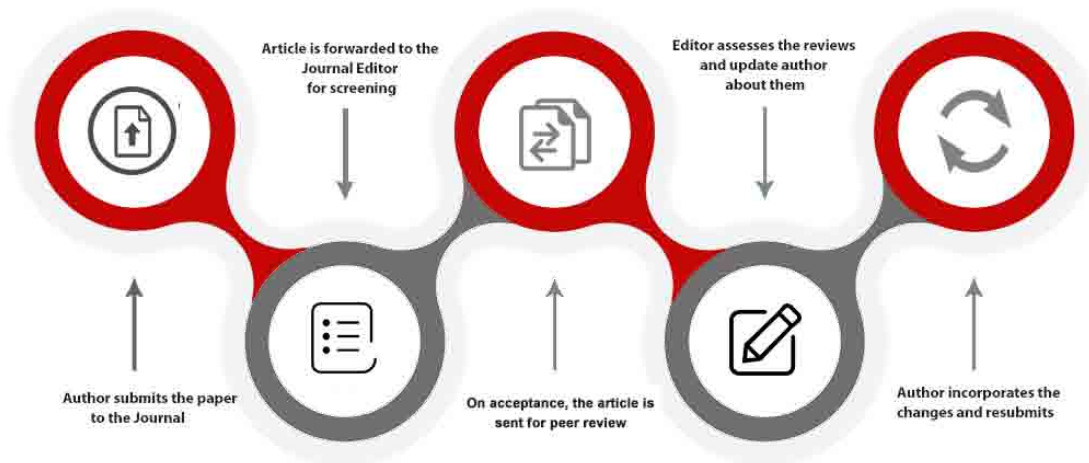 Article is forwarded to the
Journal Editor
for screening
Editor assesses the reviews
and update author
about them
Author submits the paper
to the Journal
On acceptance, the article is
sent for peer review
Author incorporates the
changes and resubmits